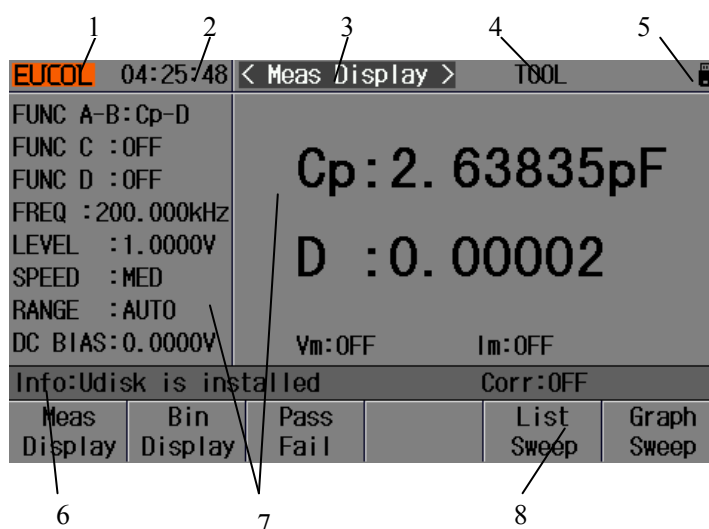 1 2 3 4 5
EUCOL 04:25:48 < Meas Display > TOOL
FUNC A-B:Cp-D
FUNC C :OFF
FUNC D :OFF
FREQ :200.000kHz
LEVEL :1.0000V
SPEED :MED
RANGE :AUTO
DC BIAS:0.0000V
Cp:2.63835pF
D :0.00002
Vm:OFF Im:OFF
Info:Udisk is installed Corr:OFF
Meas Display
Bin Display
Pass Fail
List Sweep
Graph Sweep
6 7 8